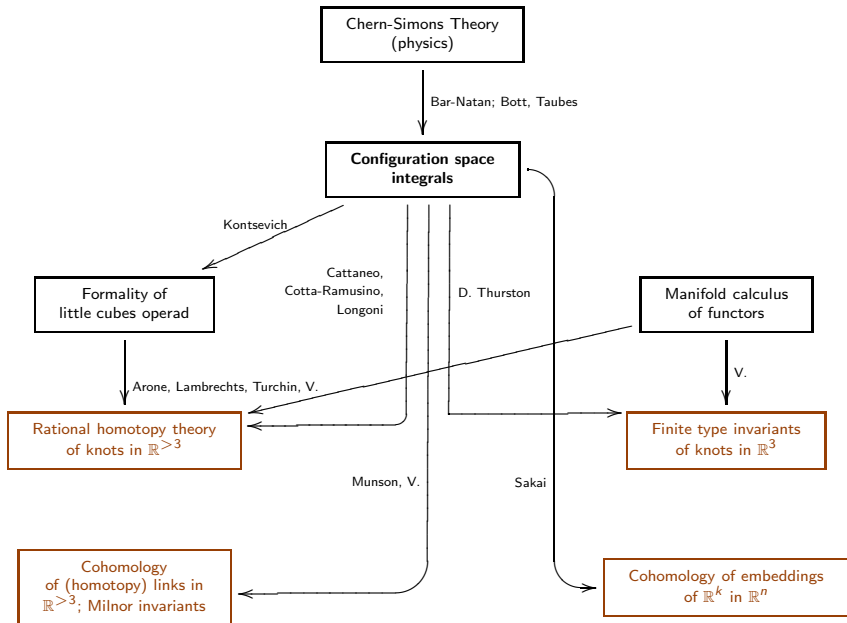 Chern-Simons Theory
(physics)
Bar-Natan; Bott, Taubes
Configuration space
integrals
Kontsevich
Cattaneo,
Cotta-Ramusino,
Longoni
D. Thurston
Formality of
little cubes operad
Manifold calculus
of functors
Arone, Lambrechts, Turchin, V.
V.
Rational homotopy theory
of knots in ℝ^{>3}
Finite type invariants
of knots in ℝ^3
Munson, V.
Sakai
Cohomology
of (homotopy) links in
ℝ^{>3}; Milnor invariants
Cohomology of embeddings
of ℝ^k in ℝ^n